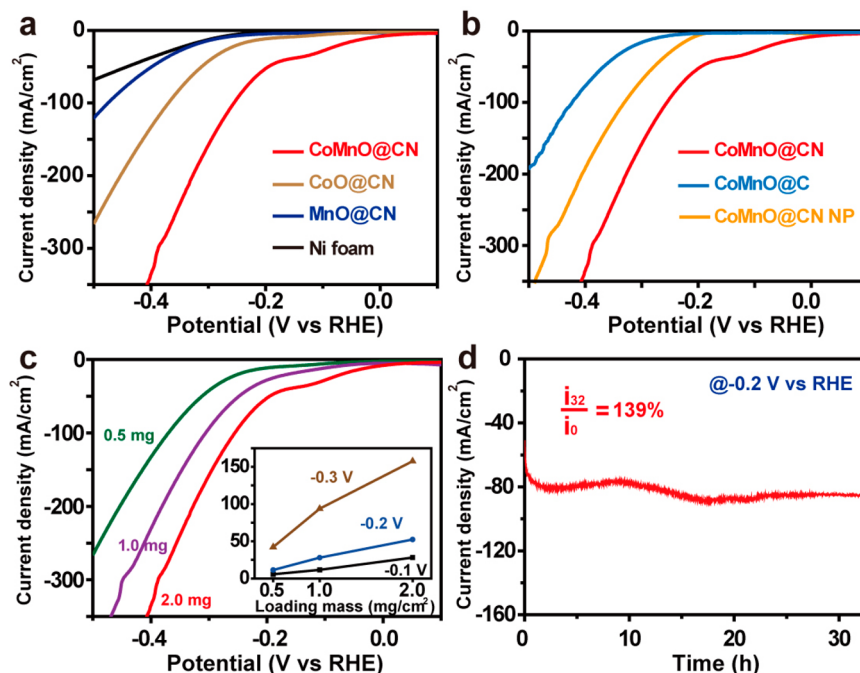 a
0
-100
-200
-300
Current density (mA/cm²)
CoMnO@CN
CoO@CN
MnO@CN
Ni foam
-0.4 -0.2 0.0
Potential (V vs RHE)
b
0
-100
-200
-300
Current density (mA/cm²)
CoMnO@CN
CoMnO@C
CoMnO@CN NP
-0.4 -0.2 0.0
Potential (V vs RHE)
c
0
-100
-200
-300
Current density (mA/cm²)
0.5 mg
1.0 mg
2.0 mg
150
100
50
0
-0.3 V
-0.2 V
-0.1 V
0.5 1.0 2.0
Loading mass (mg/cm²)
-0.4 -0.2 0.0
Potential (V vs RHE)
d
0
-40
-80
-120
-160
Current density (mA/cm²)
@-0.2 V vs RHE
i₃₂
i₀
= 139%
0 10 20 30
Time (h)